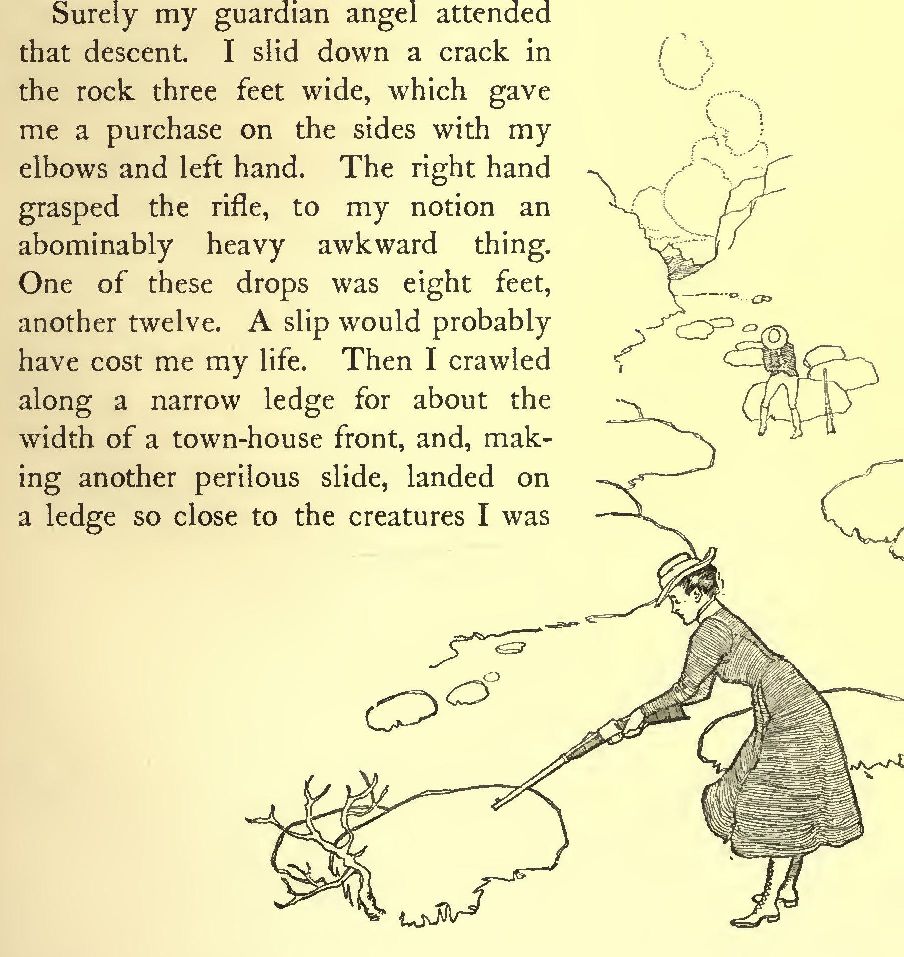 Surely my guardian angel attended
that descent. I slid down a crack in
the rock three feet wide, which gave
me a purchase on the sides with my
elbows and left hand. The right hand
grasped the rifle, to my notion an
abominably heavy awkward thing.
One of these drops was eight feet,
another twelve. A slip would probably
have cost me my life. Then I crawled
along a narrow ledge for about the
width of a town-house front, and, mak-
ing another perilous slide, landed on
a ledge so close to the creatures I was